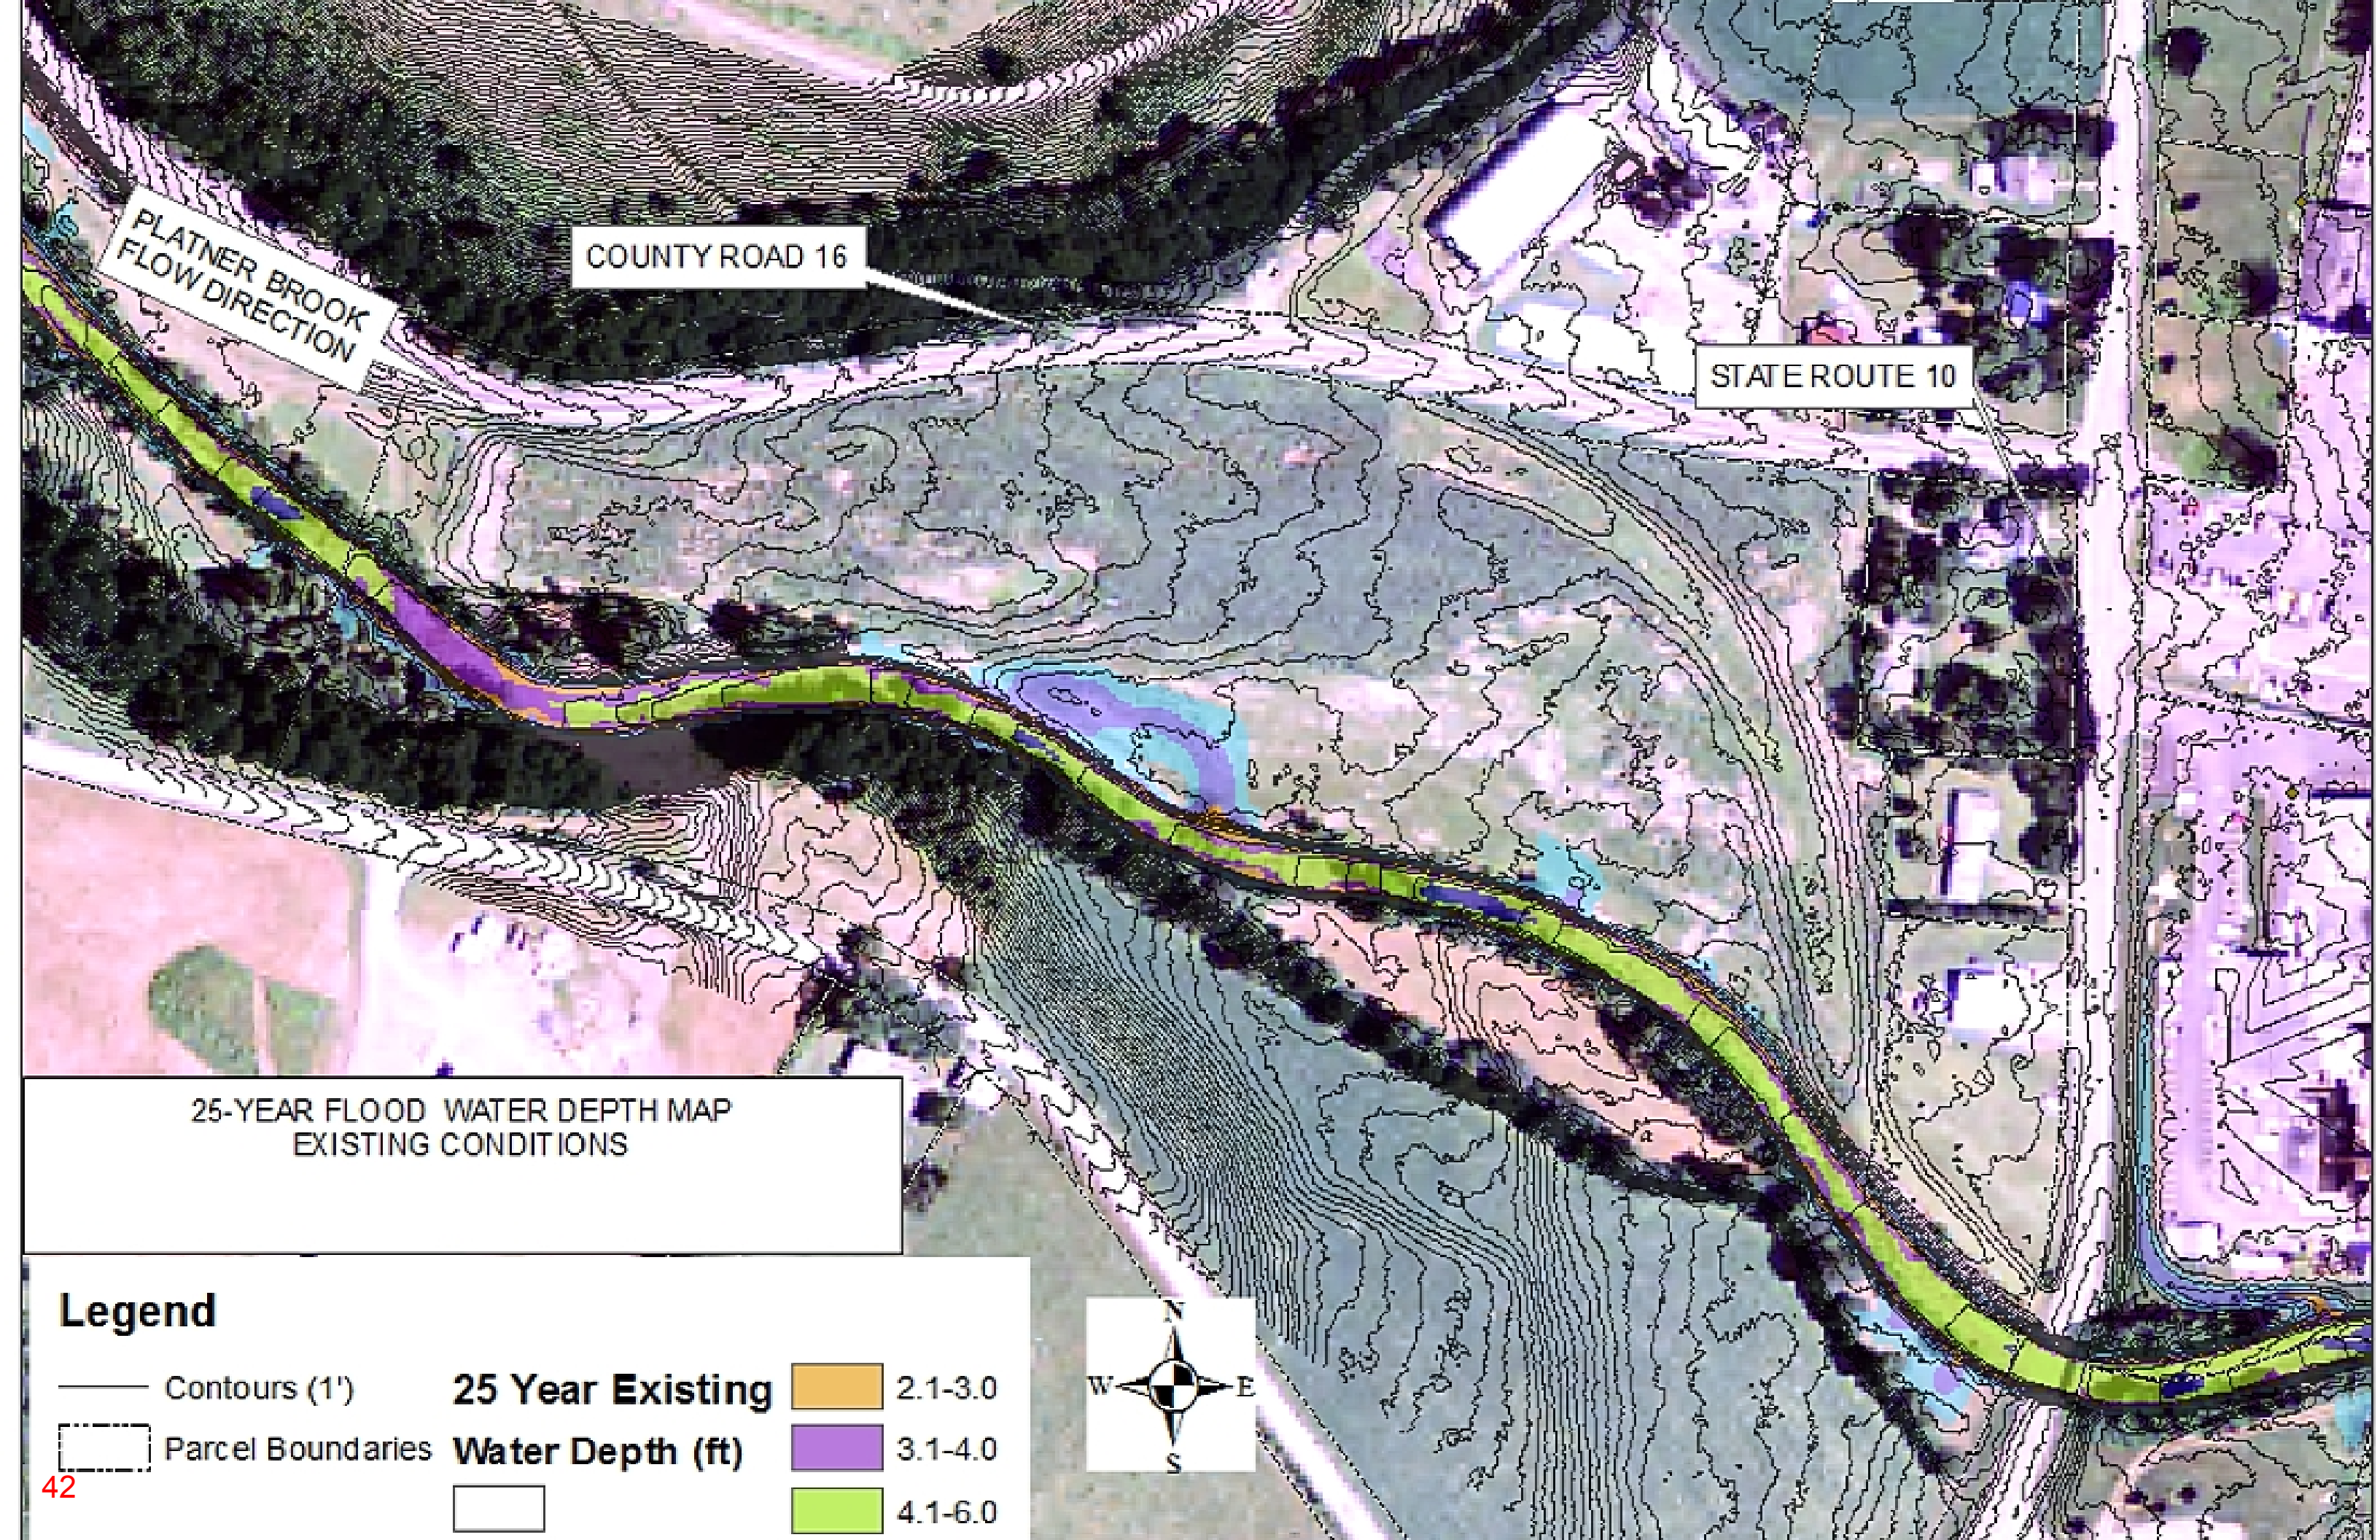 PLATNER BROOK
FLOW DIRECTION
COUNTY ROAD 16
STATE ROUTE 10
25-YEAR FLOOD WATER DEPTH MAP
EXISTING CONDITIONS
Legend
Contours (1')
Parcel Boundaries
42
25 Year Existing
Water Depth (ft)
2.1-3.0
3.1-4.0
4.1-6.0
N
W
E
S